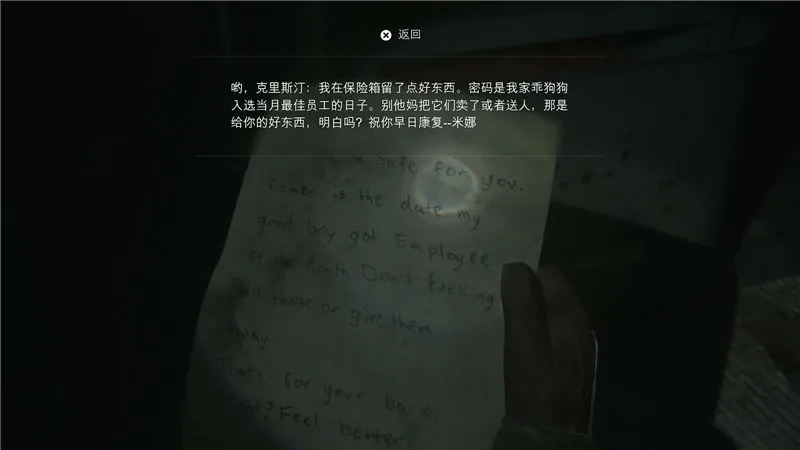 返回
哟，克里斯汀：我在保险箱留了点好东西。密码是我家乖狗狗
入选当月最佳员工的日子。别他妈把它们卖了或者送人，那是
给你的好东西，明白吗？祝你早日康复--米娜
safe for you.
Combo is the date my
good boy got Employee
of the Month Don't fucking
sell those or give them
away.
That's for your
Feel better